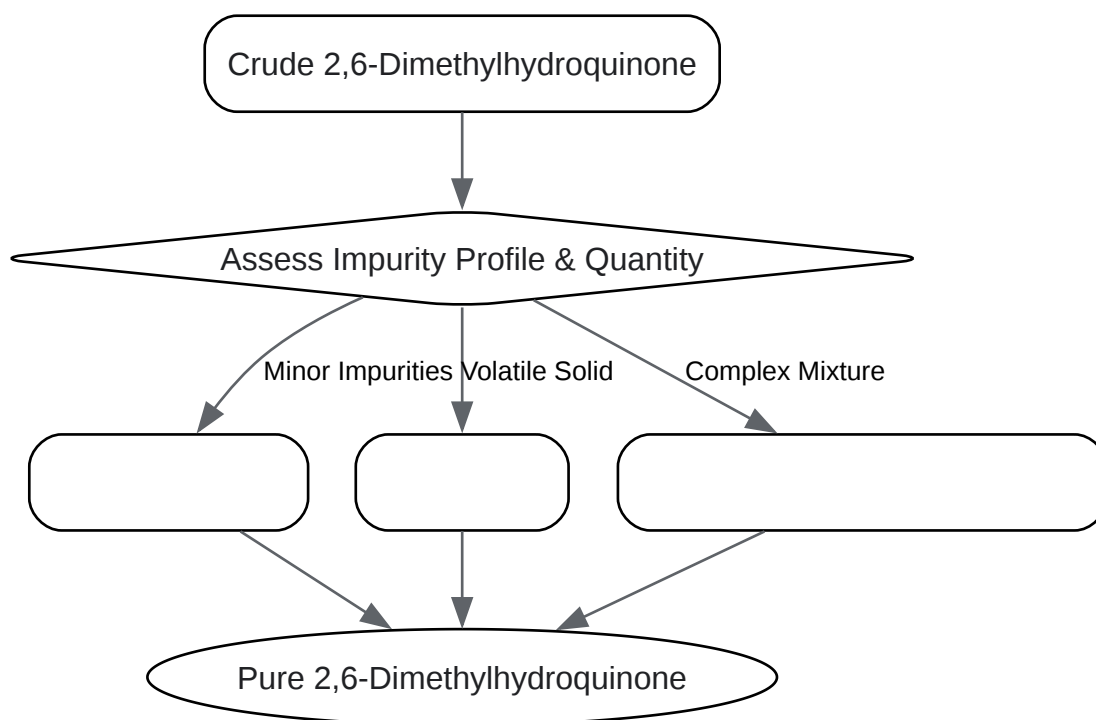 Crude 2,6-Dimethylhydroquinone
Assess Impurity Profile & Quantity
Minor Impurities
Volatile Solid
Complex Mixture
Pure 2,6-Dimethylhydroquinone